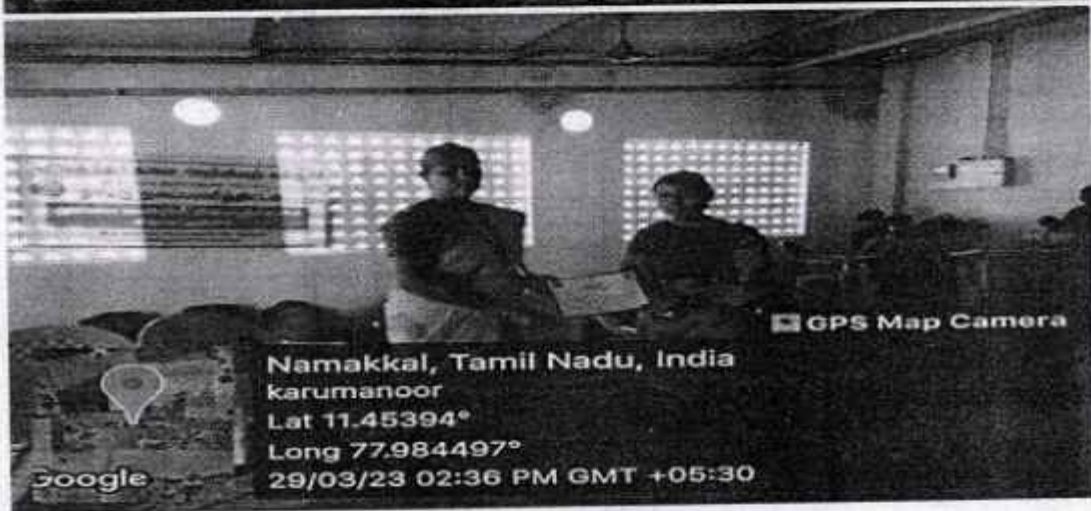 GPS Map Camera
Namakkal, Tamil Nadu, India
karumanoor
Lat 11.45394°
Long 77.984497°
29/03/23 02:36 PM GMT +05:30
Google